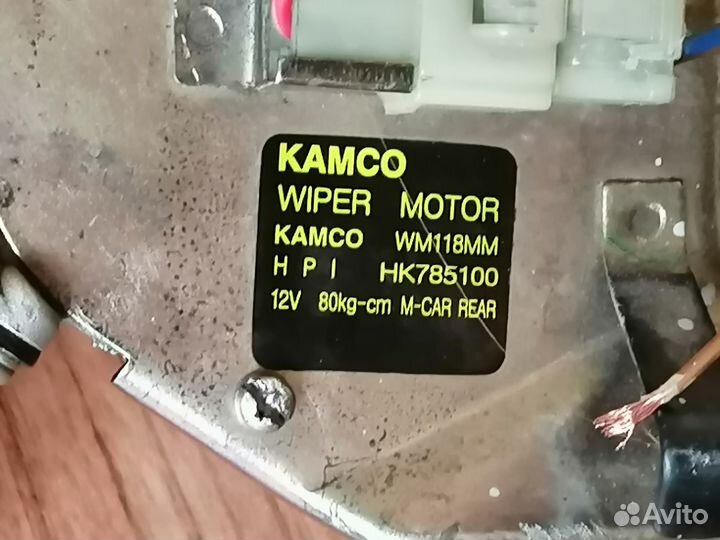 KAMCO
WIPER MOTOR
KAMCO WM118MM
H P I HK785100
12V 80kg-cm M-CAR REAR
Avito